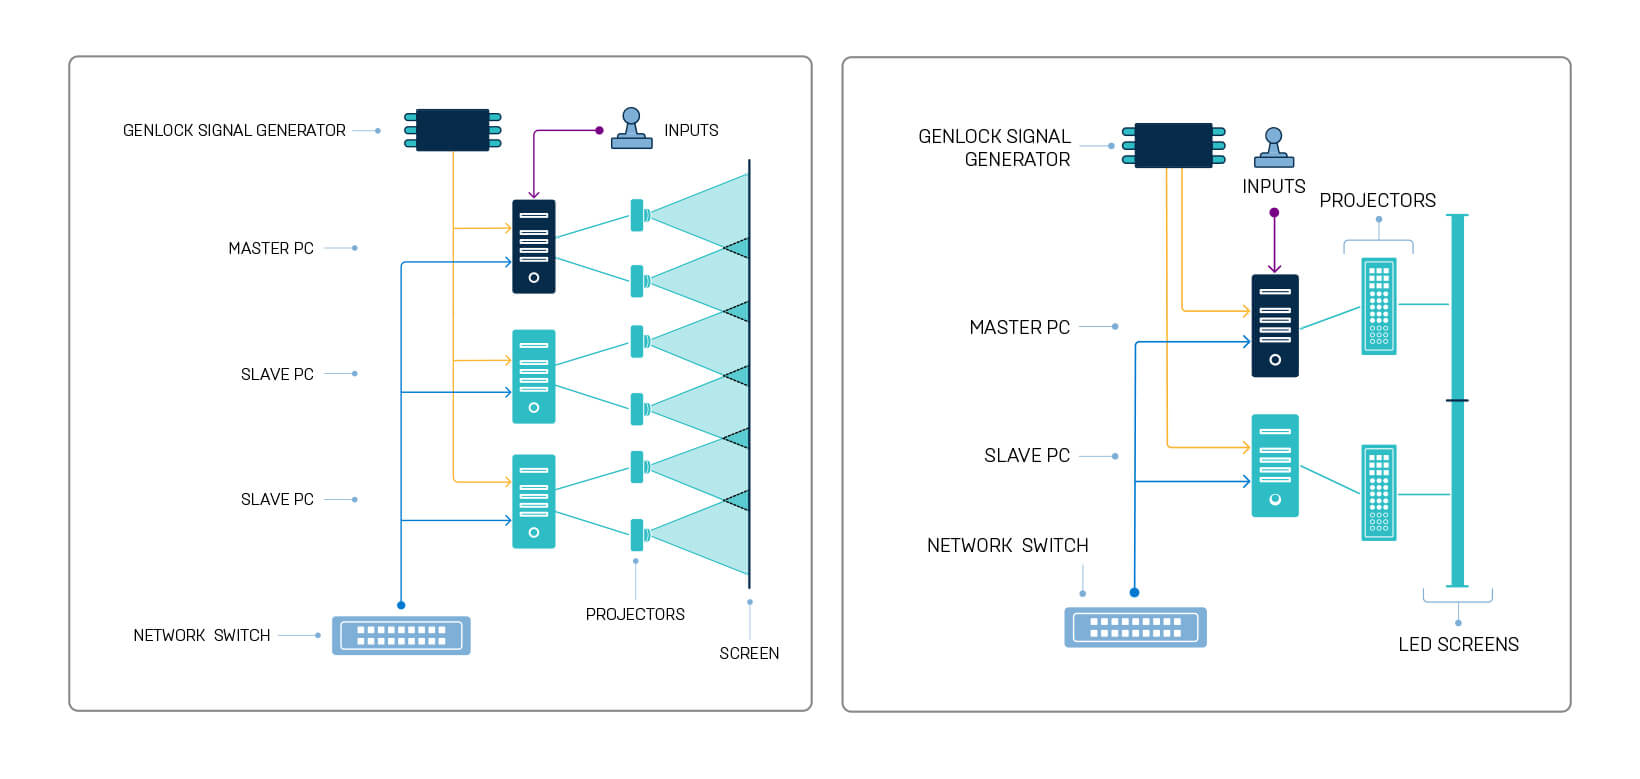 GENLOCK SIGNAL GENERATOR
INPUTS
MASTER PC
SLAVE PC
SLAVE PC
PROJECTORS
NETWORK SWITCH
SCREEN
GENLOCK SIGNAL
GENERATOR
INPUTS
PROJECTORS
MASTER PC
SLAVE PC
NETWORK SWITCH
LED SCREENS